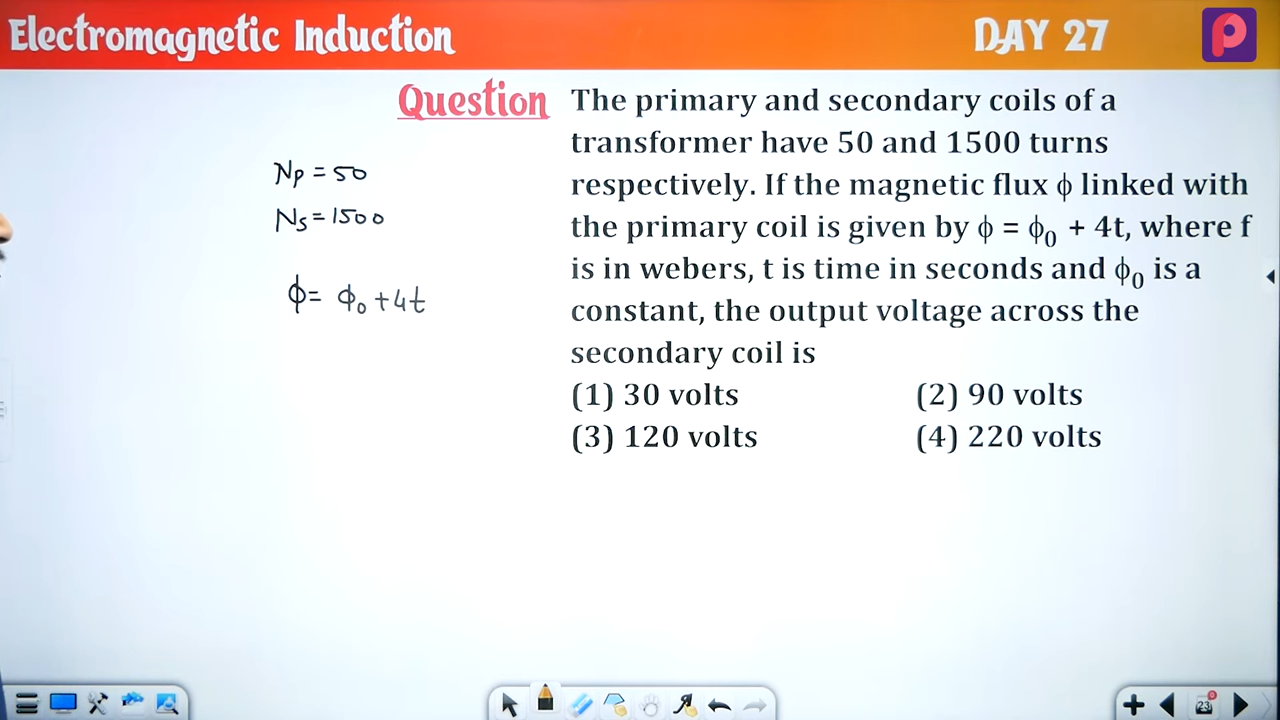 Electromagnetic Induction
DAY 27
Question
The primary and secondary coils of a
transformer have 50 and 1500 turns
respectively. If the magnetic flux ϕ linked with
the primary coil is given by ϕ = ϕ₀ + 4t, where f
is in webers, t is time in seconds and ϕ₀ is a
constant, the output voltage across the
secondary coil is
(1) 30 volts
(2) 90 volts
(3) 120 volts
(4) 220 volts
Np = 50
Ns = 1500
ϕ = ϕ₀ + 4t
23